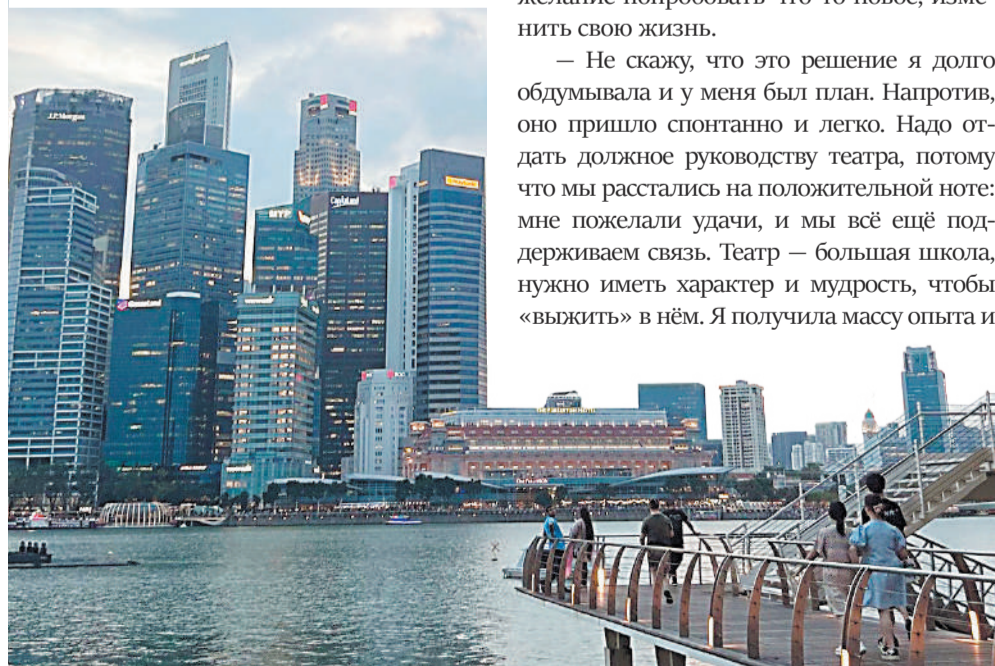 J.P.Morgan
CapitaLand
THE FULLERTON HOTEL
желание попробовать что-то новое, изме-
нить свою жизнь.
— Не скажу, что это решение я долго
обдумывала и у меня был план. Напротив,
оно пришло спонтанно и легко. Надо от-
дать должное руководству театра, потому
что мы расстались на положительной ноте:
мне пожелали удачи, и мы всё ещё под-
держиваем связь. Театр — большая школа,
нужно иметь характер и мудрость, чтобы
«выжить» в нём. Я получила массу опыта и